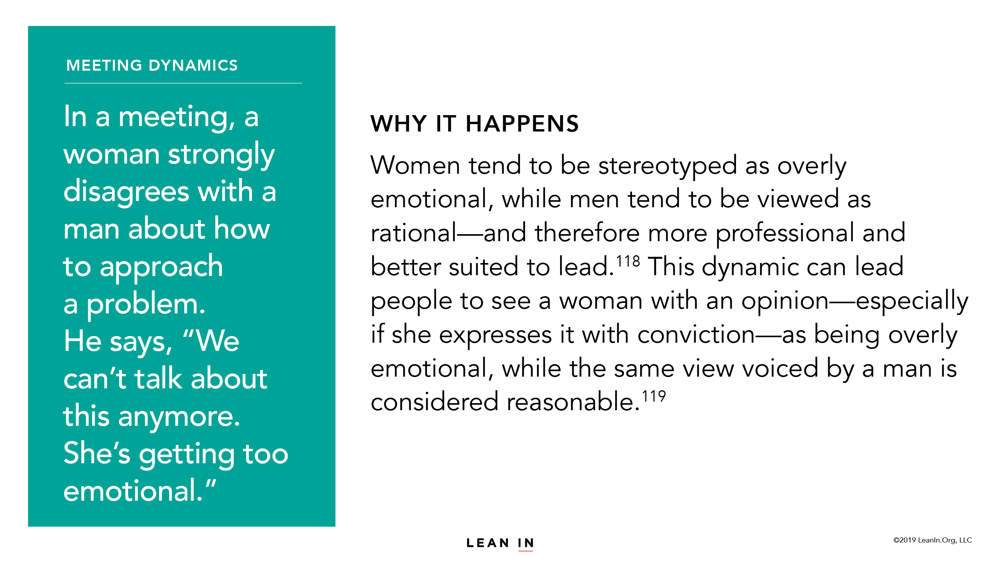 MEETING DYNAMICS
In a meeting, a
woman strongly
disagrees with a
man about how
to approach
a problem.
He says, “We
can’t talk about
this anymore.
She’s getting too
emotional.”
WHY IT HAPPENS
Women tend to be stereotyped as overly
emotional, while men tend to be viewed as
rational—and therefore more professional and
better suited to lead.¹¹⁸ This dynamic can lead
people to see a woman with an opinion—especially
if she expresses it with conviction—as being overly
emotional, while the same view voiced by a man is
considered reasonable.¹¹⁹
LEAN IN
©2019 LeanIn.Org, LLC